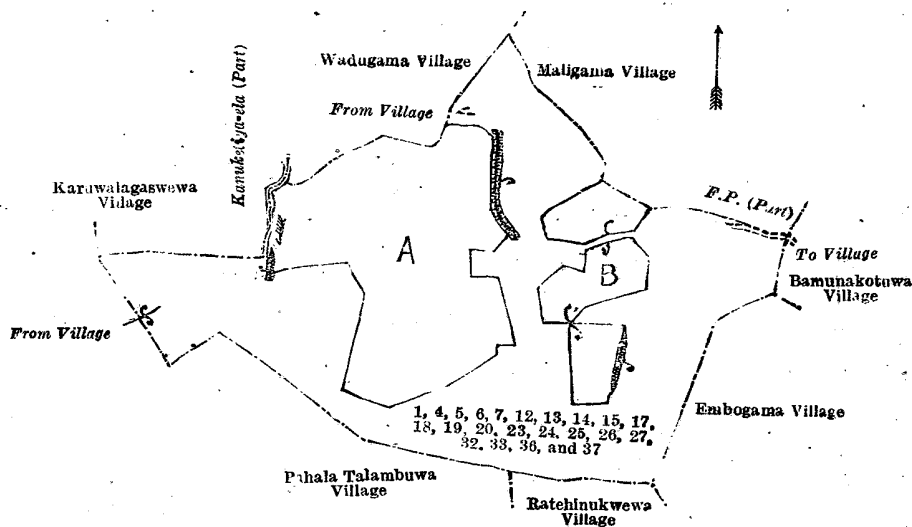 Wadugama Village
Maligama Village
From Village
Kanuketiya-ela (Part)
Karuwalagaswewa
Village
F.P. (Part)
A
B
To Village
Bamunakotuwa
Village
From Village
1, 4, 5, 6, 7, 12, 13, 14, 15, 17,
18, 19, 20, 23, 24, 25, 26, 27,
32, 33, 36, and 37
Embogama Village
Pahala Talambuwa
Village
Ratehinukwewa
Village